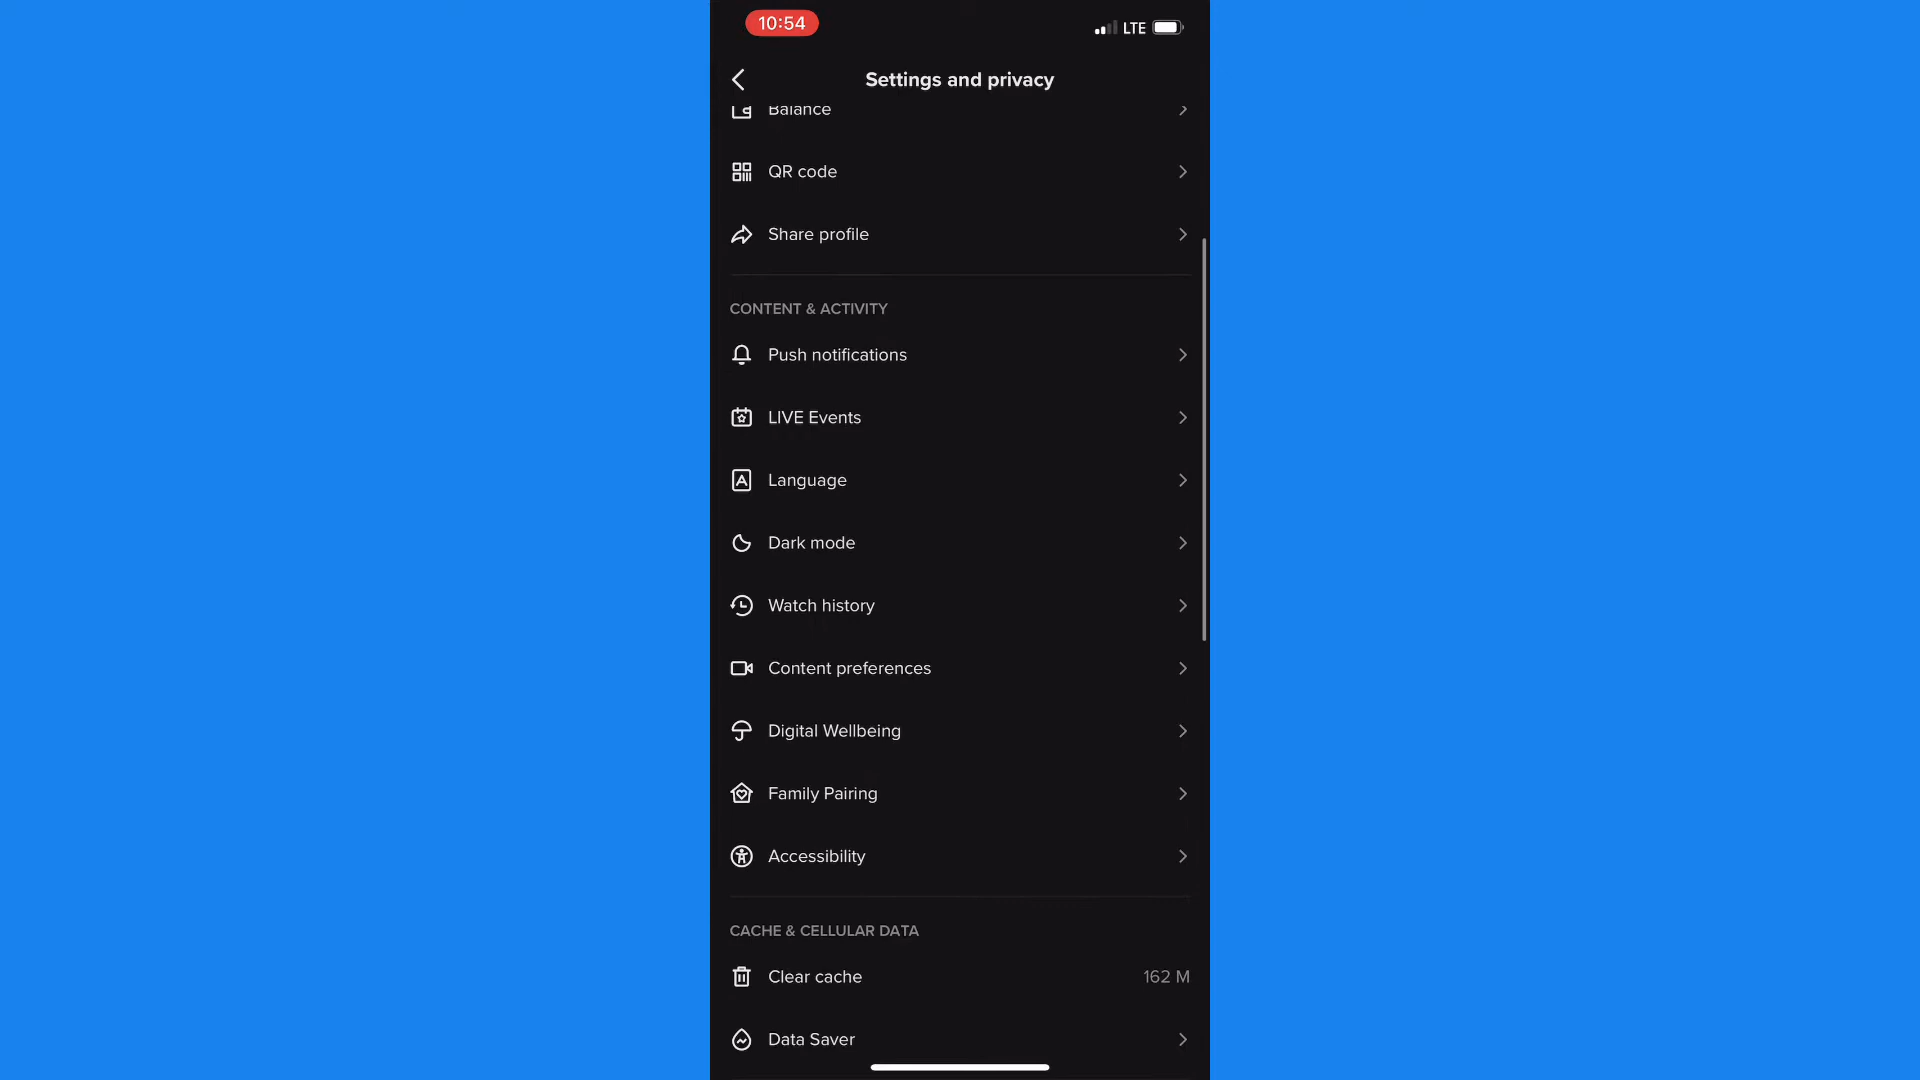 10:54
LTE
Settings and privacy
Balance
QR code
Share profile
CONTENT & ACTIVITY
Push notifications
LIVE Events
Language
Dark mode
Watch history
Content preferences
Digital Wellbeing
Family Pairing
Accessibility
CACHE & CELLULAR DATA
Clear cache 162 M
Data Saver